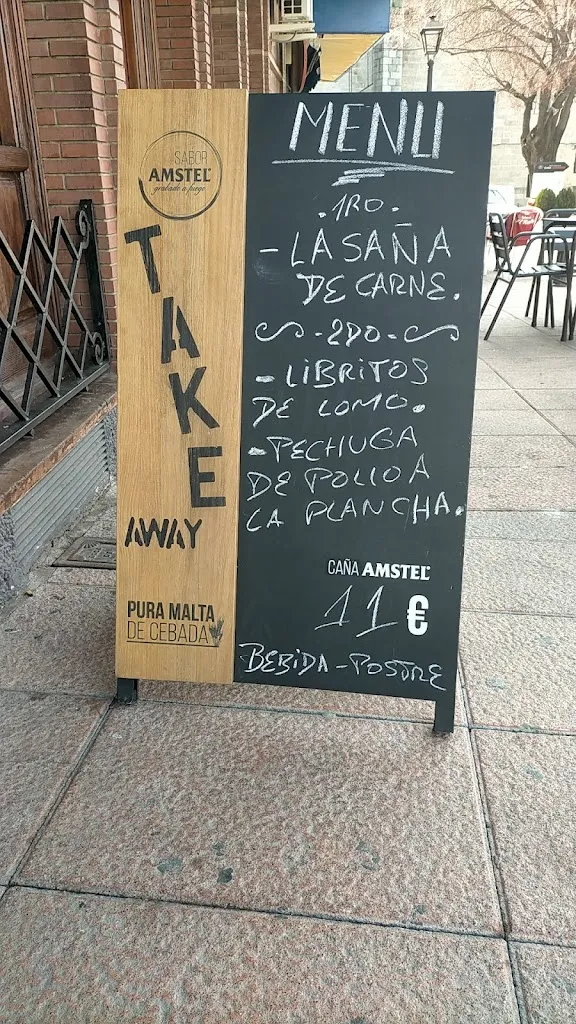 SABOR
AMSTEL
grabado a fuego
TAKE
AWAY
PURA MALTA
DE CEBADA
MENU
.1RO.
- LASAÑA
DE CARNE.
-2DO-
- LIBRITOS
DE LOMO.
- PECHUGA
DE POLLO A
LA PLANCHA.
CAÑA AMSTEL
11 €
BEBIDA - POSTRE